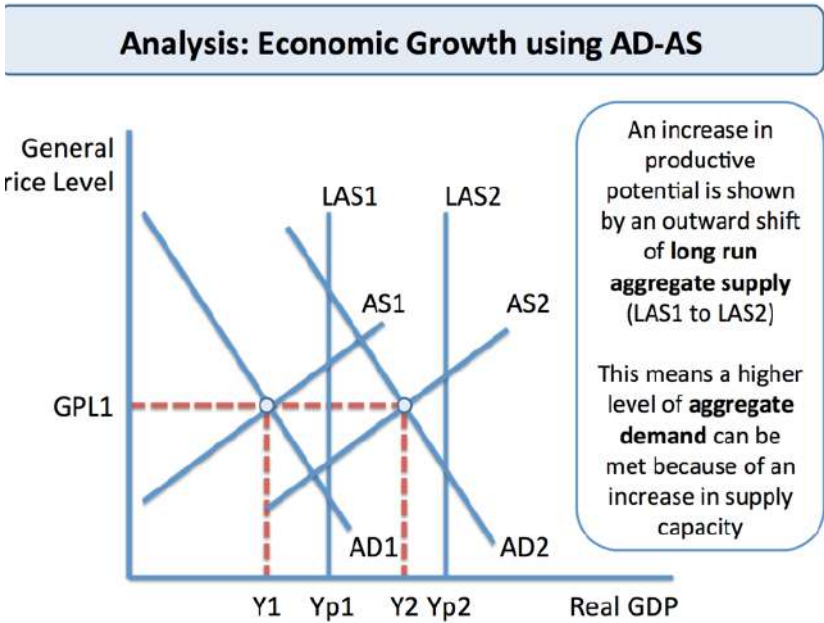 Analysis: Economic Growth using AD-AS
General
rice Level
LAS1
LAS2
AS1
AS2
GPL1
AD1
AD2
Y1
Yp1
Y2
Yp2
Real GDP
An increase in
productive
potential is shown
by an outward shift
of long run
aggregate supply
(LAS1 to LAS2)
This means a higher
level of aggregate
demand can be
met because of an
increase in supply
capacity